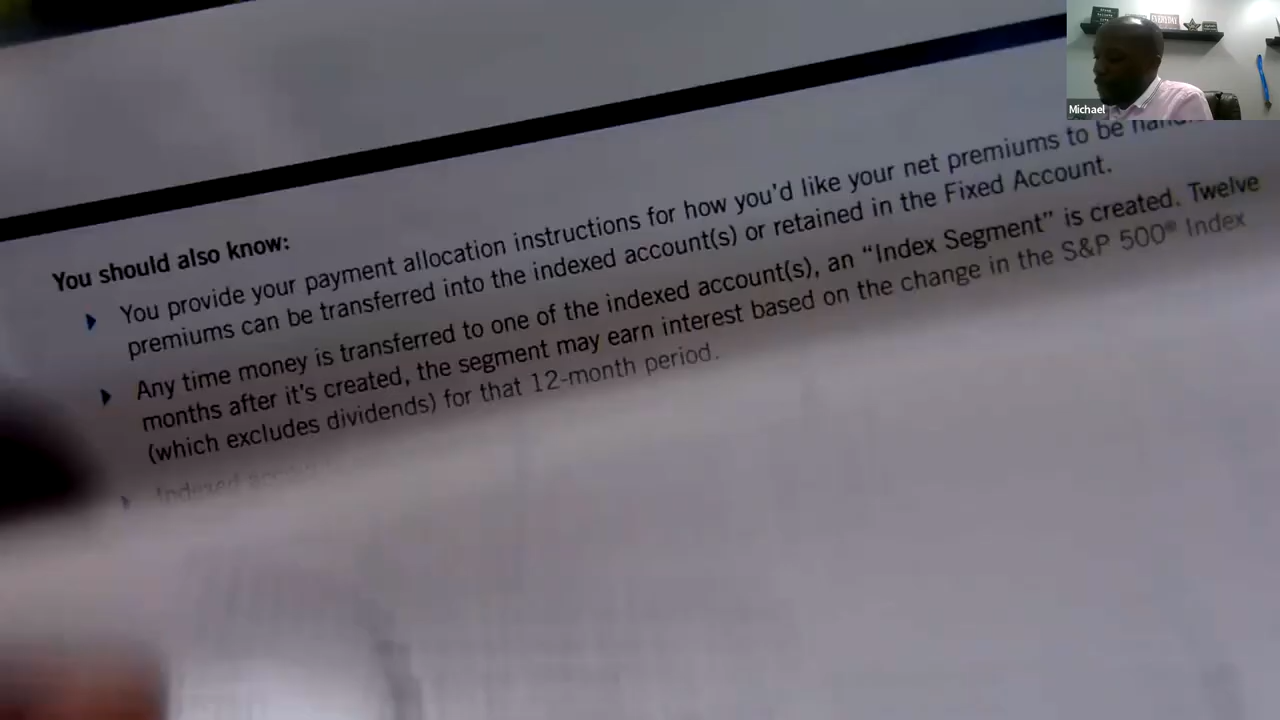 EVERYDAY
Michael
You should also know:
You provide your payment allocation instructions for how you'd like your net premiums to be
premiums can be transferred into the indexed account(s) or retained in the Fixed Account.
Any time money is transferred to one of the indexed account(s), an “Index Segment” is created. Twelve
months after it's created, the segment may earn interest based on the change in the S&P 500® Index
(which excludes dividends) for that 12-month period.
Indexed